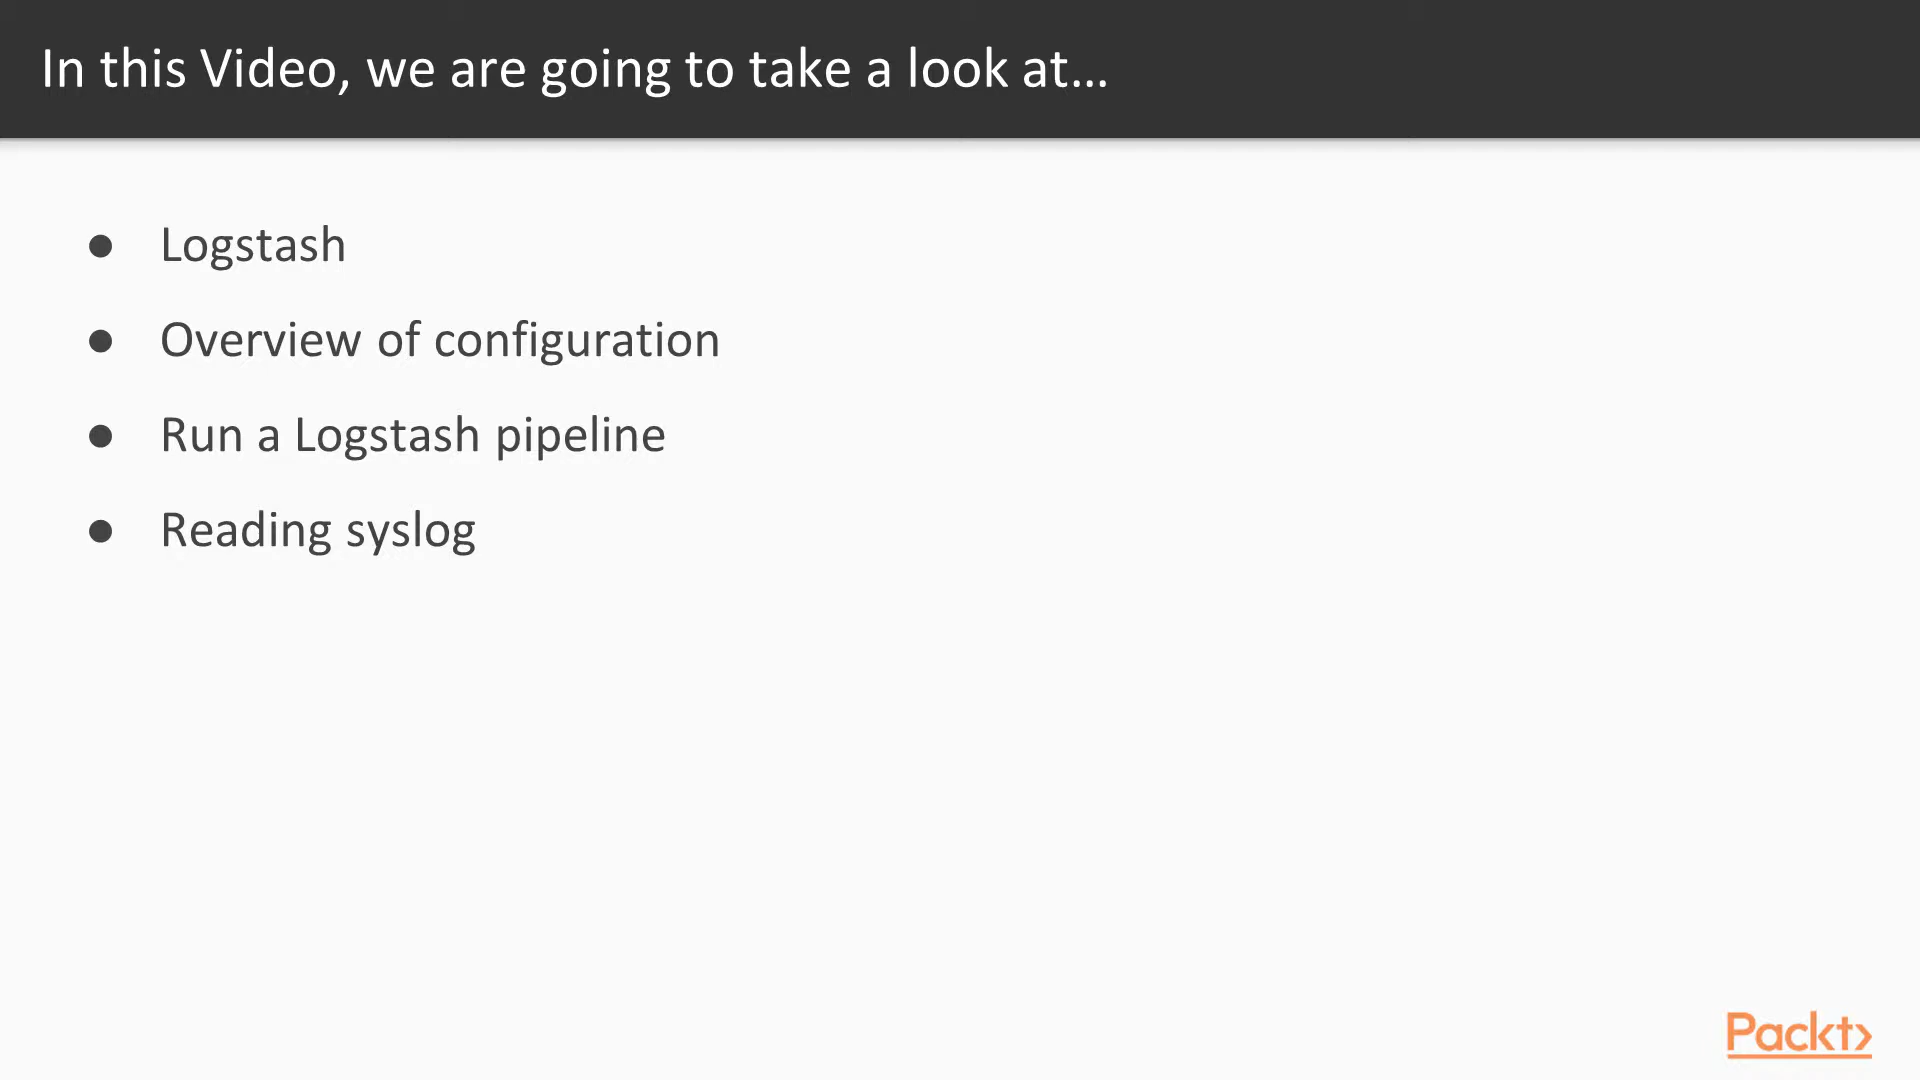 In this Video, we are going to take a look at...
● Logstash
● Overview of configuration
● Run a Logstash pipeline
● Reading syslog
Packt>